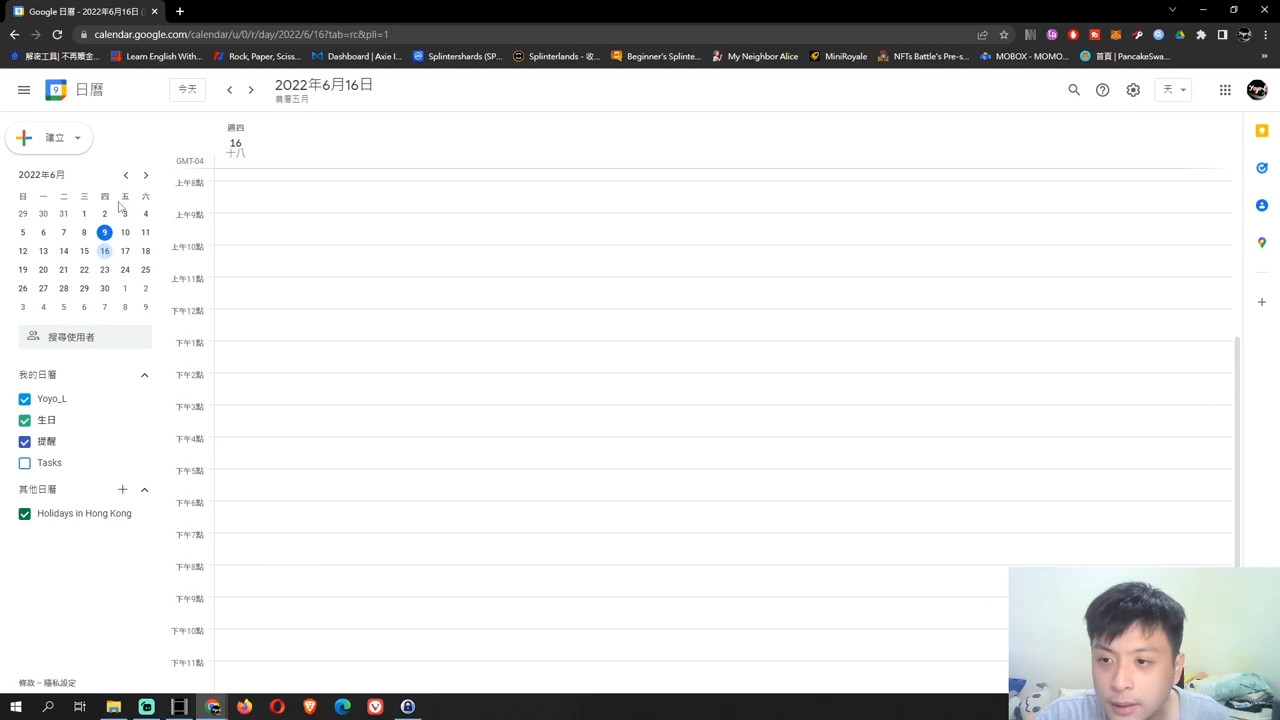 Google 日曆 - 2022年6月16日 (
calendar.google.com/calendar/u/0/r/day/2022/6/16?tab=rc&pli=1
解密工具| 不再鎖定...
Learn English With...
Rock, Paper, Scissor...
Dashboard | Abe I...
Splintershards (SP)...
Splinterlands - 收...
Beginner's Splinte...
My Neighbor Alice
MiniRoyale
NFTs Battle's Pre-s...
MOBOX - MOMO...
首頁 | PancakeSwa...
»
9
日曆
今天
2022年6月16日
農曆五月
天
建立
週四
16
十八
GMT-04
2022年6月
日 一 二 三 四 五 六
29 30 31 1 2 3 4
5 6 7 8 9 10 11
12 13 14 15 16 17 18
19 20 21 22 23 24 25
26 27 28 29 30 1 2
3 4 5 6 7 8 9
搜尋使用者
我的日曆
Yoyo_L
生日
提醒
Tasks
其他日曆
Holidays in Hong Kong
條款 – 隱私設定
上午8點
上午9點
上午10點
上午11點
下午12點
下午1點
下午2點
下午3點
下午4點
下午5點
下午6點
下午7點
下午8點
下午9點
下午10點
下午11點